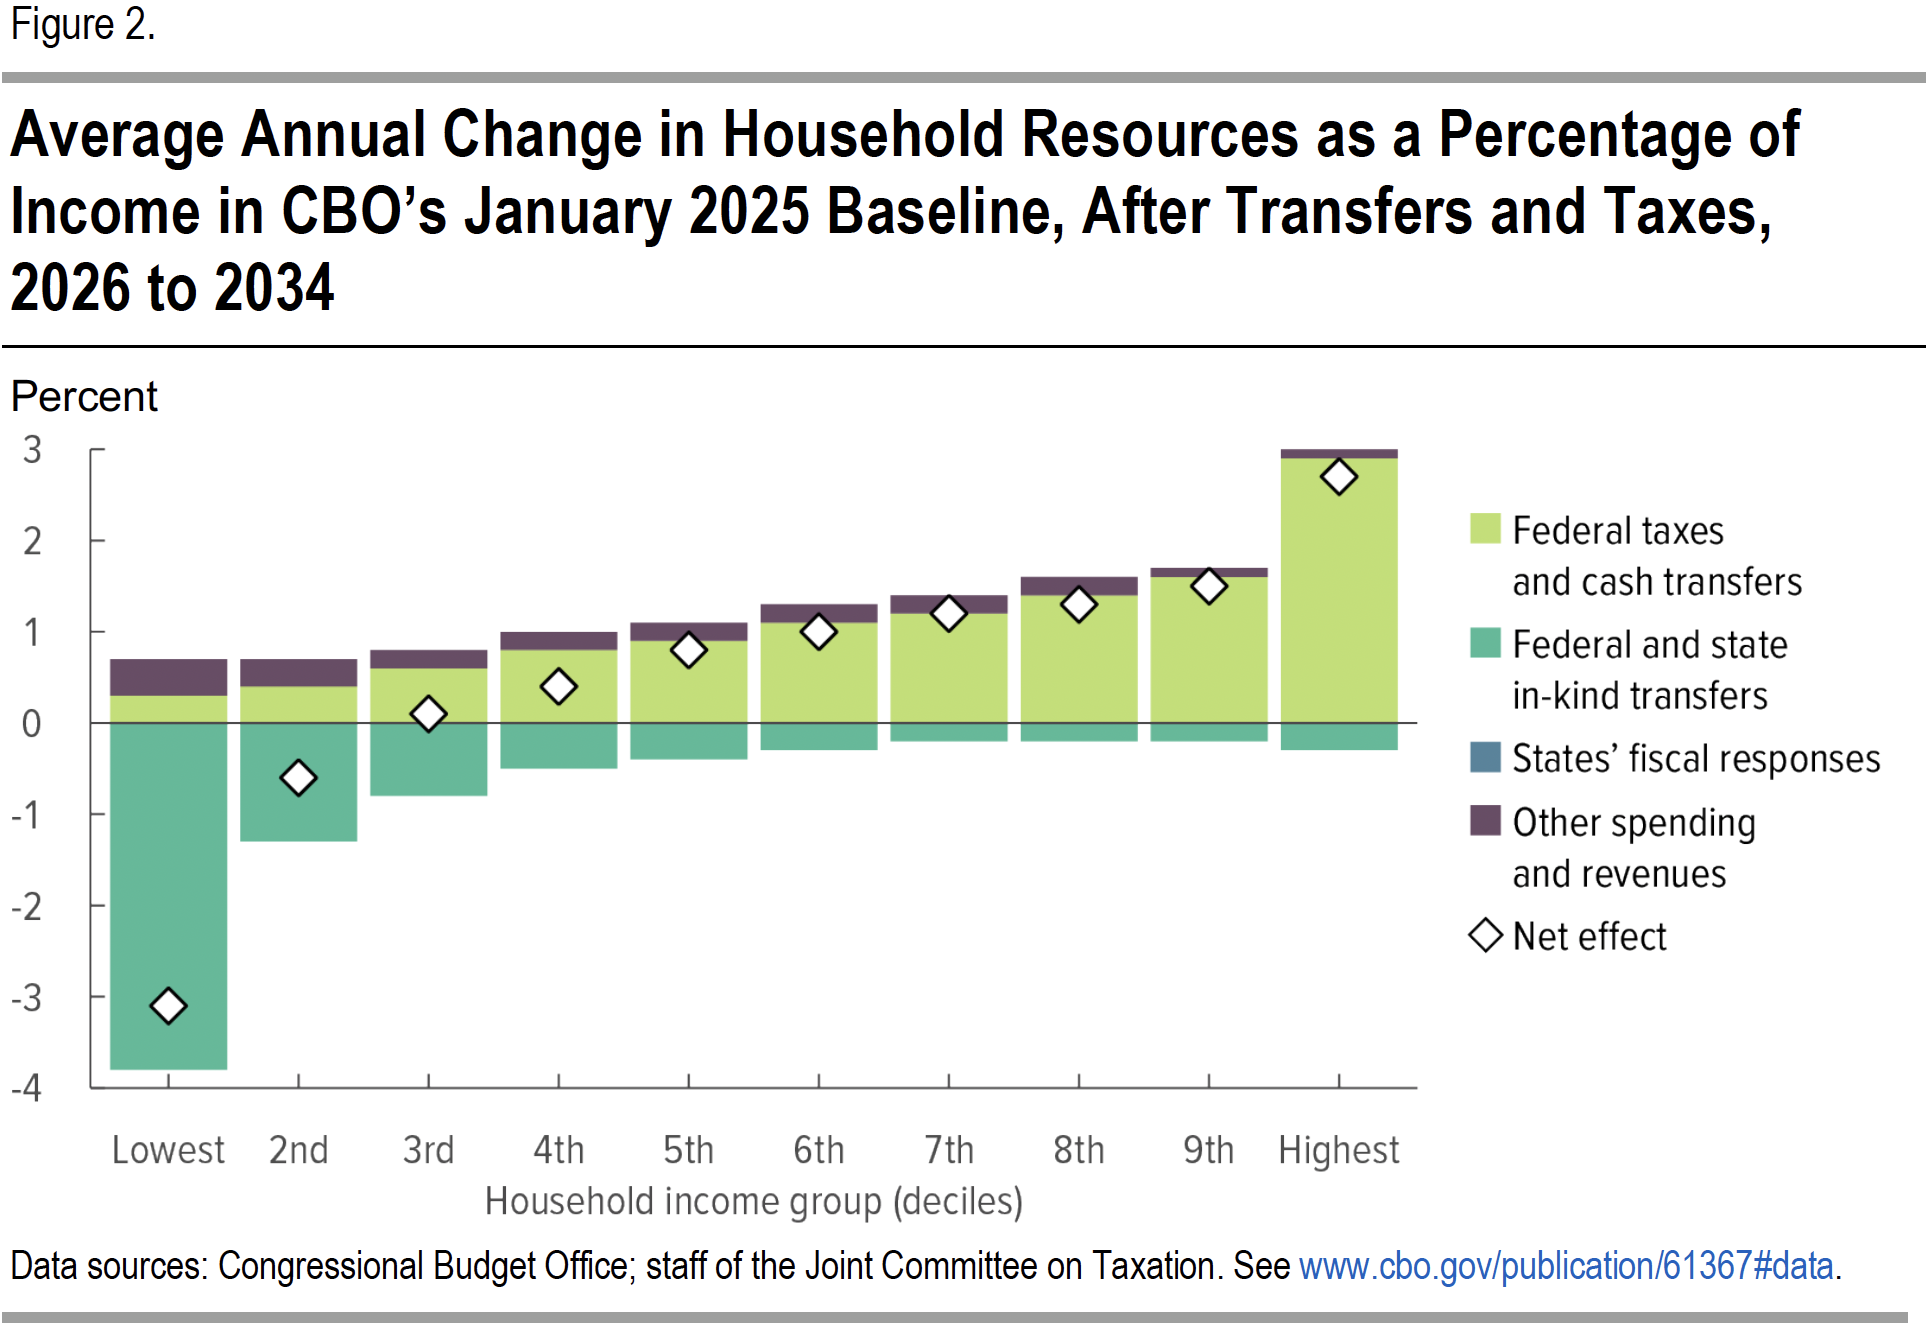 Figure 2.
Average Annual Change in Household Resources as a Percentage of
Income in CBO’s January 2025 Baseline, After Transfers and Taxes,
2026 to 2034
Percent
3
2
1
0
-1
-2
-3
-4
Lowest 2nd 3rd 4th 5th 6th 7th 8th 9th Highest
Household income group (deciles)
Federal taxes
and cash transfers
Federal and state
in-kind transfers
States’ fiscal responses
Other spending
and revenues
Net effect
Data sources: Congressional Budget Office; staff of the Joint Committee on Taxation. See www.cbo.gov/publication/61367#data.